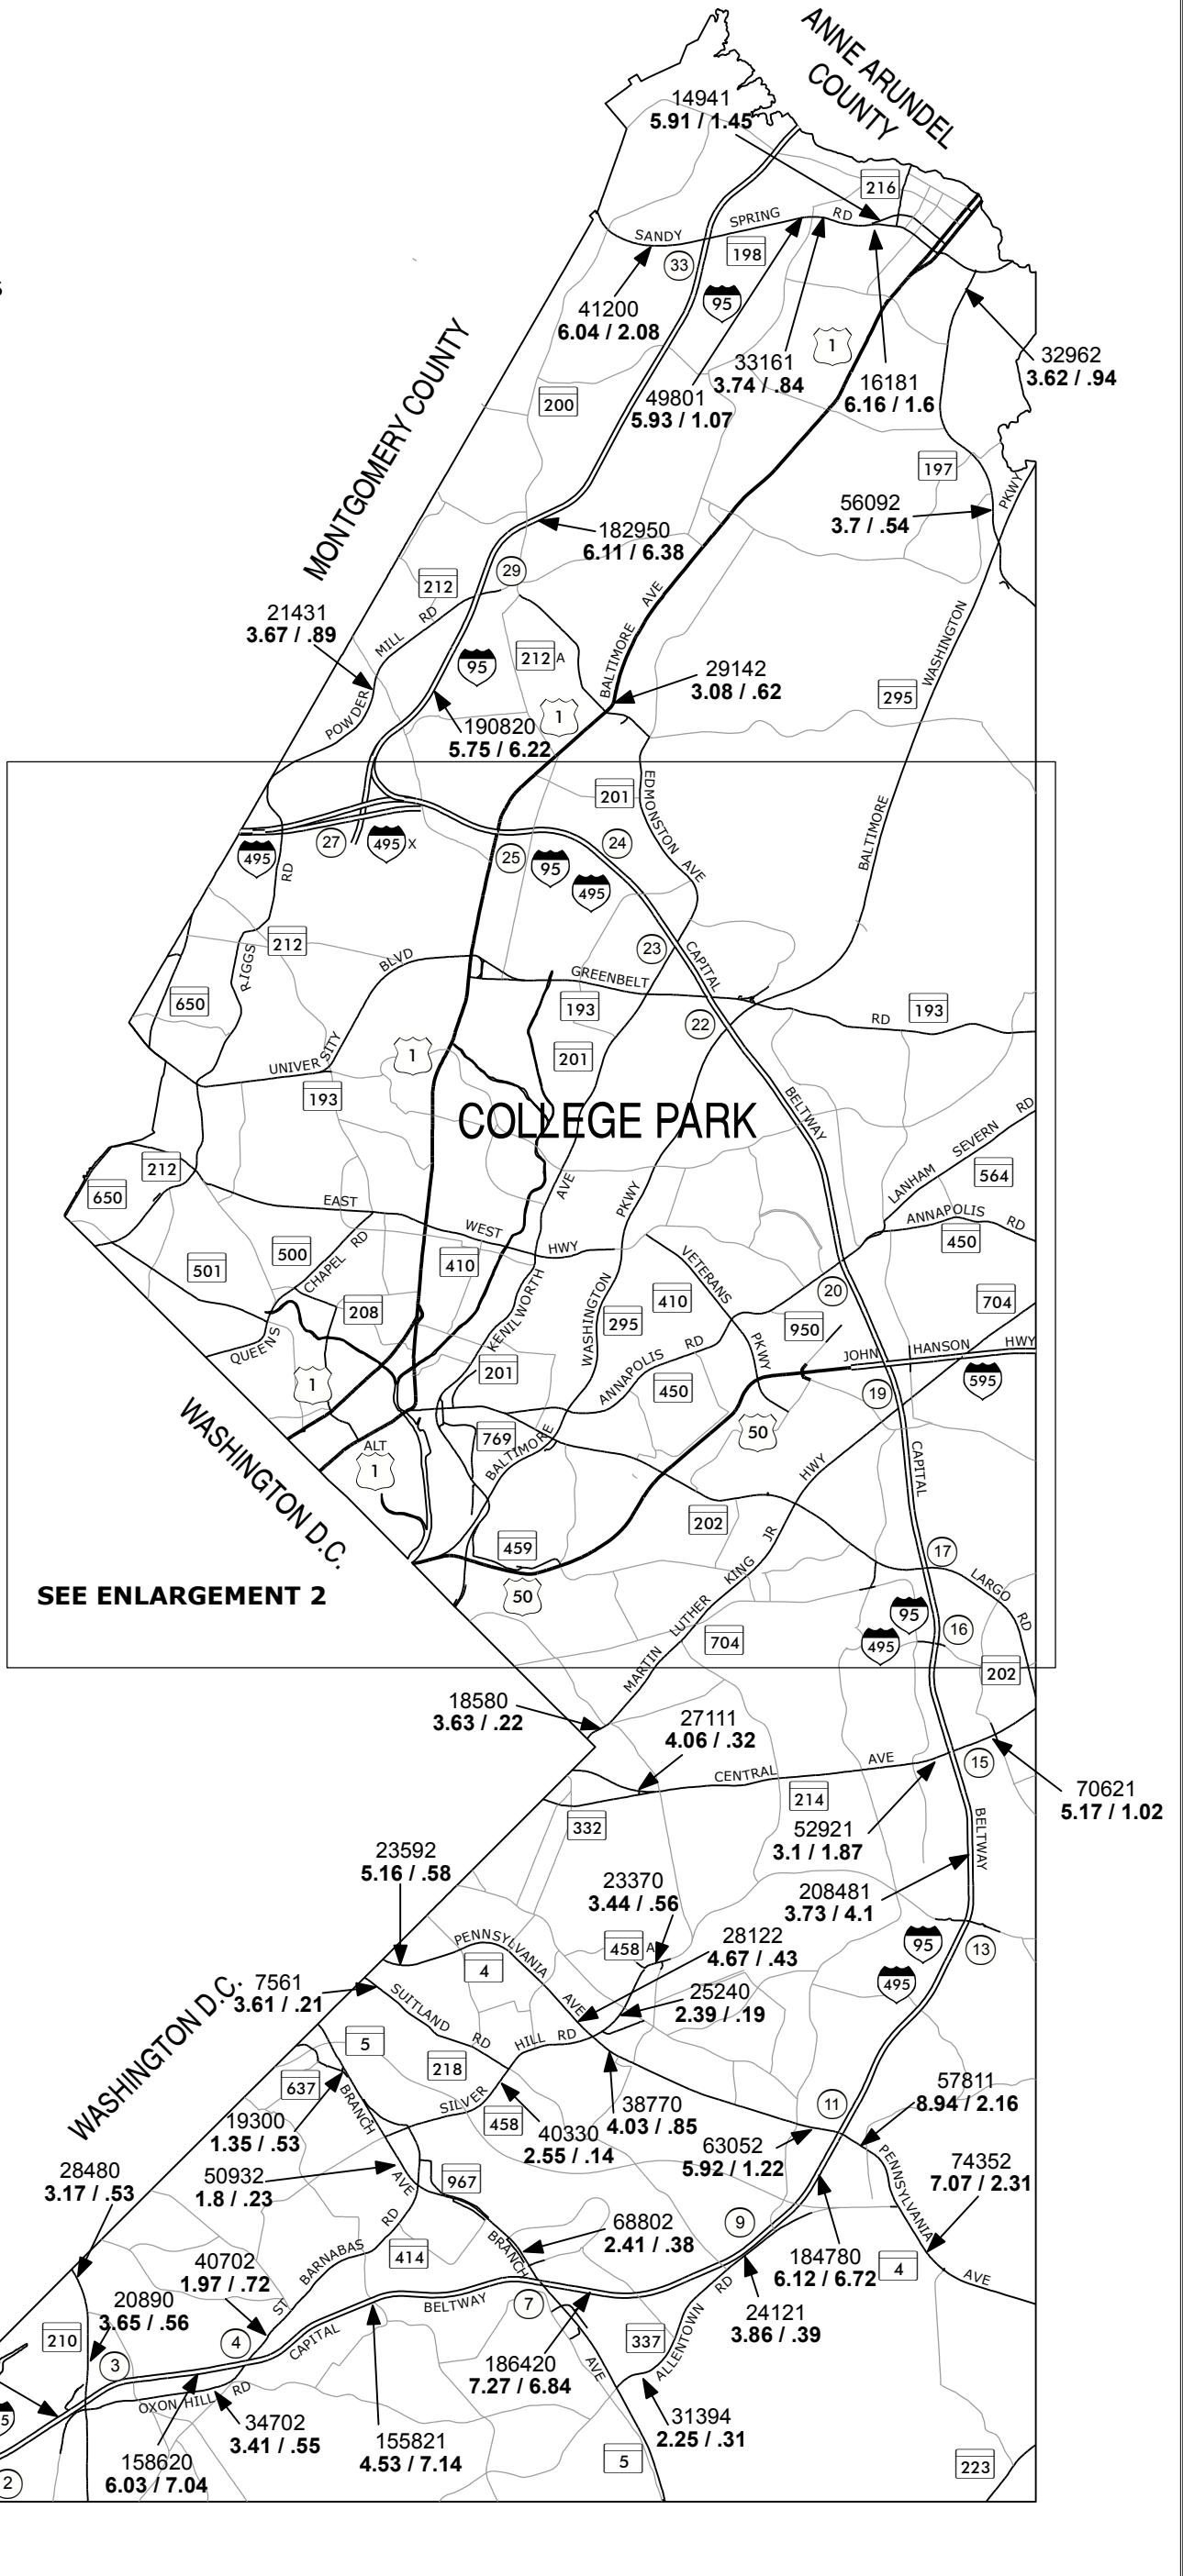 ANNE ARUNDEL
COUNTY
14941
5.91 / 1.45
216
SANDY
SPRING
RD
198
33
95
41200
6.04 / 2.08
1
33161
3.74 / .84
32962
3.62 / .94
49801
5.93 / 1.07
16181
6.16 / 1.6
200
MONTGOMERY COUNTY
197
PKWY
56092
3.7 / .54
182950
6.11 / 6.38
29
212
21431
3.67 / .89
POWDER
MILL
RD
BALTIMORE
AVE
WASHINGTON
95
212 A
29142
3.08 / .62
295
1
190820
5.75 / 6.22
201
EDMONSTON
AVE
BALTIMORE
27
495
495 X
25
24
95
495
RD
23
CAPITAL
212
RIGGS
BLVD
GREENBELT
650
193
193
22
RD
UNIVERSITY
1
201
193
BELTWAY
COLLEGE PARK
LANHAM
SEVERN
RD
564
212
650
AVE
PKWY
EAST
WEST
HWY
ANNAPOLIS
RD
450
501
500
CHAPEL
RD
410
VETERANS
PKWY
20
208
KENILWORTH
WASHINGTON
295
410
950
704
QUEENS
ANNAPOLIS
RD
JOHN
HANSON
HWY
201
450
19
595
1
WASHINGTON D.C.
ALT
1
769
BALTIMORE
50
HWY
CAPITAL
202
JR
459
KING
17
LARGO
RD
SEE ENLARGEMENT 2
50
LUTHER
95
495
16
704
MARTIN
202
18580
3.63 / .22
27111
4.06 / .32
CENTRAL
AVE
15
214
70621
5.17 / 1.02
332
52921
3.1 / 1.87
BELTWAY
23592
5.16 / .58
23370
3.44 / .56
208481
3.73 / 4.1
PENNSYLVANIA
AVE
458 A
28122
4.67 / .43
95
13
4
495
WASHINGTON D.C.
7561
3.61 / .21
SUITLAND
RD
25240
2.39 / .19
5
HILL
RD
218
637
BRANCH
SILVER
57811
8.94 / 2.16
11
19300
1.35 / .53
458
38770
4.03 / .85
40330
2.55 / .14
63052
5.92 / 1.22
PENNSYLVANIA
28480
3.17 / .53
50932
1.8 / .23
AVE
967
74352
7.07 / 2.31
RD
68802
2.41 / .38
9
BRANCH
40702
1.97 / .72
BARNABAS
414
184780
6.12 / 6.72
4
AVE
20890
3.65 / .56
ST
BELTWAY
7
RD
24121
3.86 / .39
210
4
3
CAPITAL
337
ALLENTOWN
186420
7.27 / 6.84
AVE
OXON HILL
RD
5
34702
3.41 / .55
155821
4.53 / 7.14
31394
2.25 / .31
158620
6.03 / 7.04
5
223
2